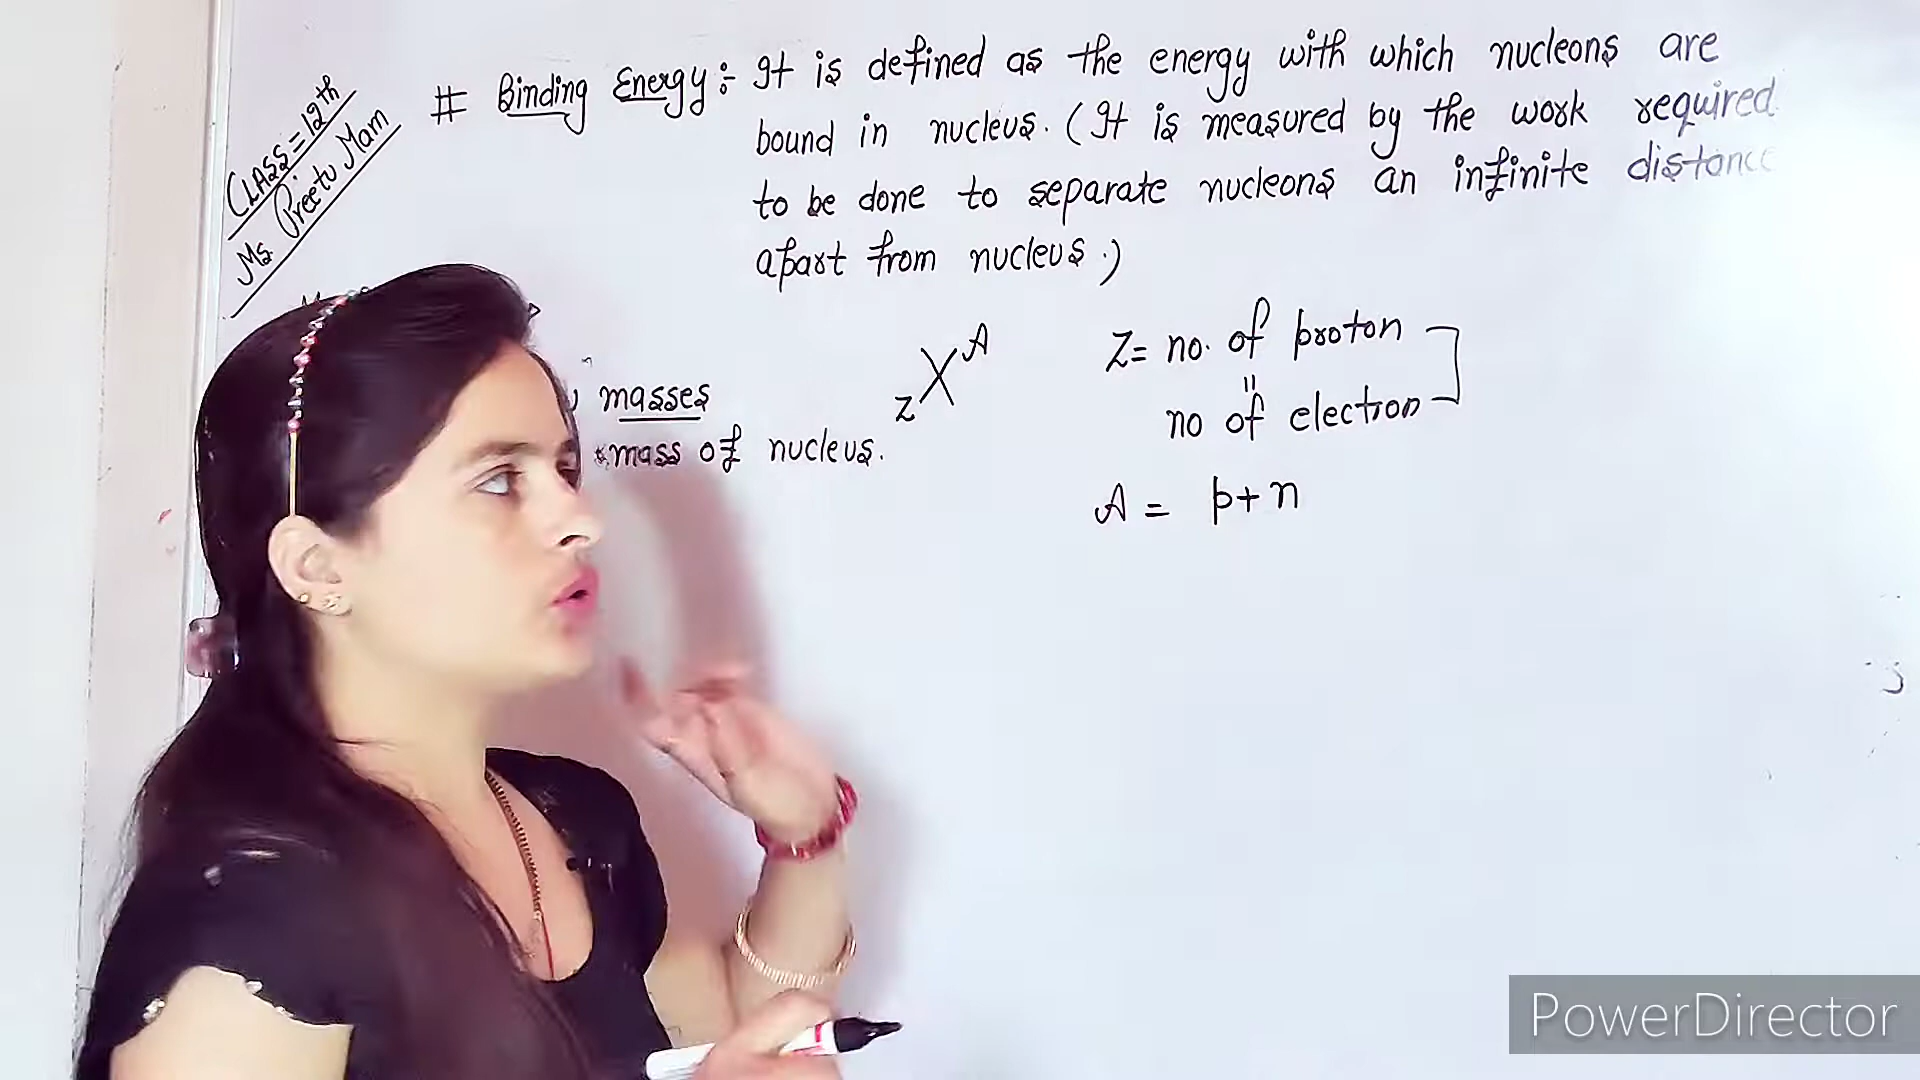 CLASS = 12th
Ms. Preetu Mam
# Binding Energy :- It is defined as the energy with which nucleons are
bound in nucleus. (It is measured by the work required
to be done to separate nucleons an infinite distance
apart from nucleus.)
masses
mass of nucleus.
zXA
Z = no. of proton
=
no of electron
A = p + n
PowerDirector